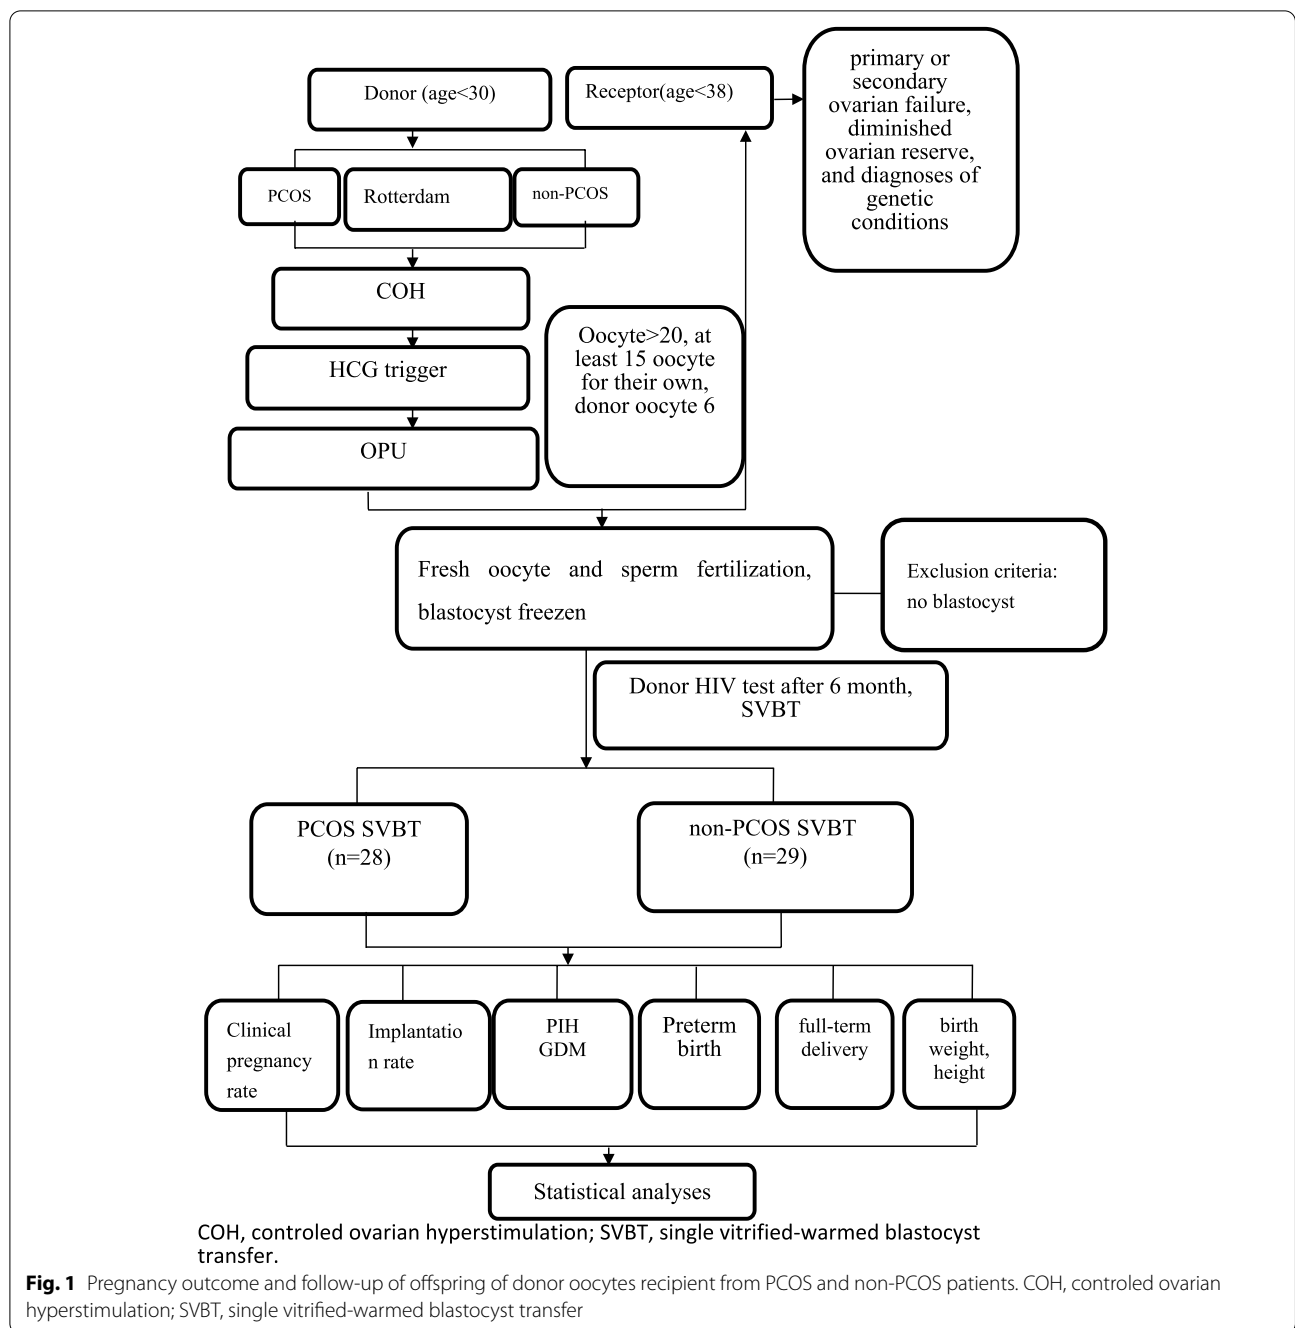 Donor (age<30)
Receptor(age<38)
primary or
secondary
ovarian failure,
diminished
ovarian reserve,
and diagnoses of
genetic
conditions
PCOS
Rotterdam
non-PCOS
COH
HCG trigger
OPU
Oocyte>20, at
least 15 oocyte
for their own,
donor oocyte 6
Fresh oocyte and sperm fertilization,
blastocyst freezen
Exclusion criteria:
no blastocyst
Donor HIV test after 6 month,
SVBT
PCOS SVBT
(n=28)
non-PCOS SVBT
(n=29)
Clinical
pregnancy
rate
Implantatio
n rate
PIH
GDM
Preterm
birth
full-term
delivery
birth
weight,
height
Statistical analyses
COH, controled ovarian hyperstimulation; SVBT, single vitrified-warmed blastocyst
transfer.
Fig. 1 Pregnancy outcome and follow-up of offspring of donor oocytes recipient from PCOS and non-PCOS patients. COH, controled ovarian
hyperstimulation; SVBT, single vitrified-warmed blastocyst transfer